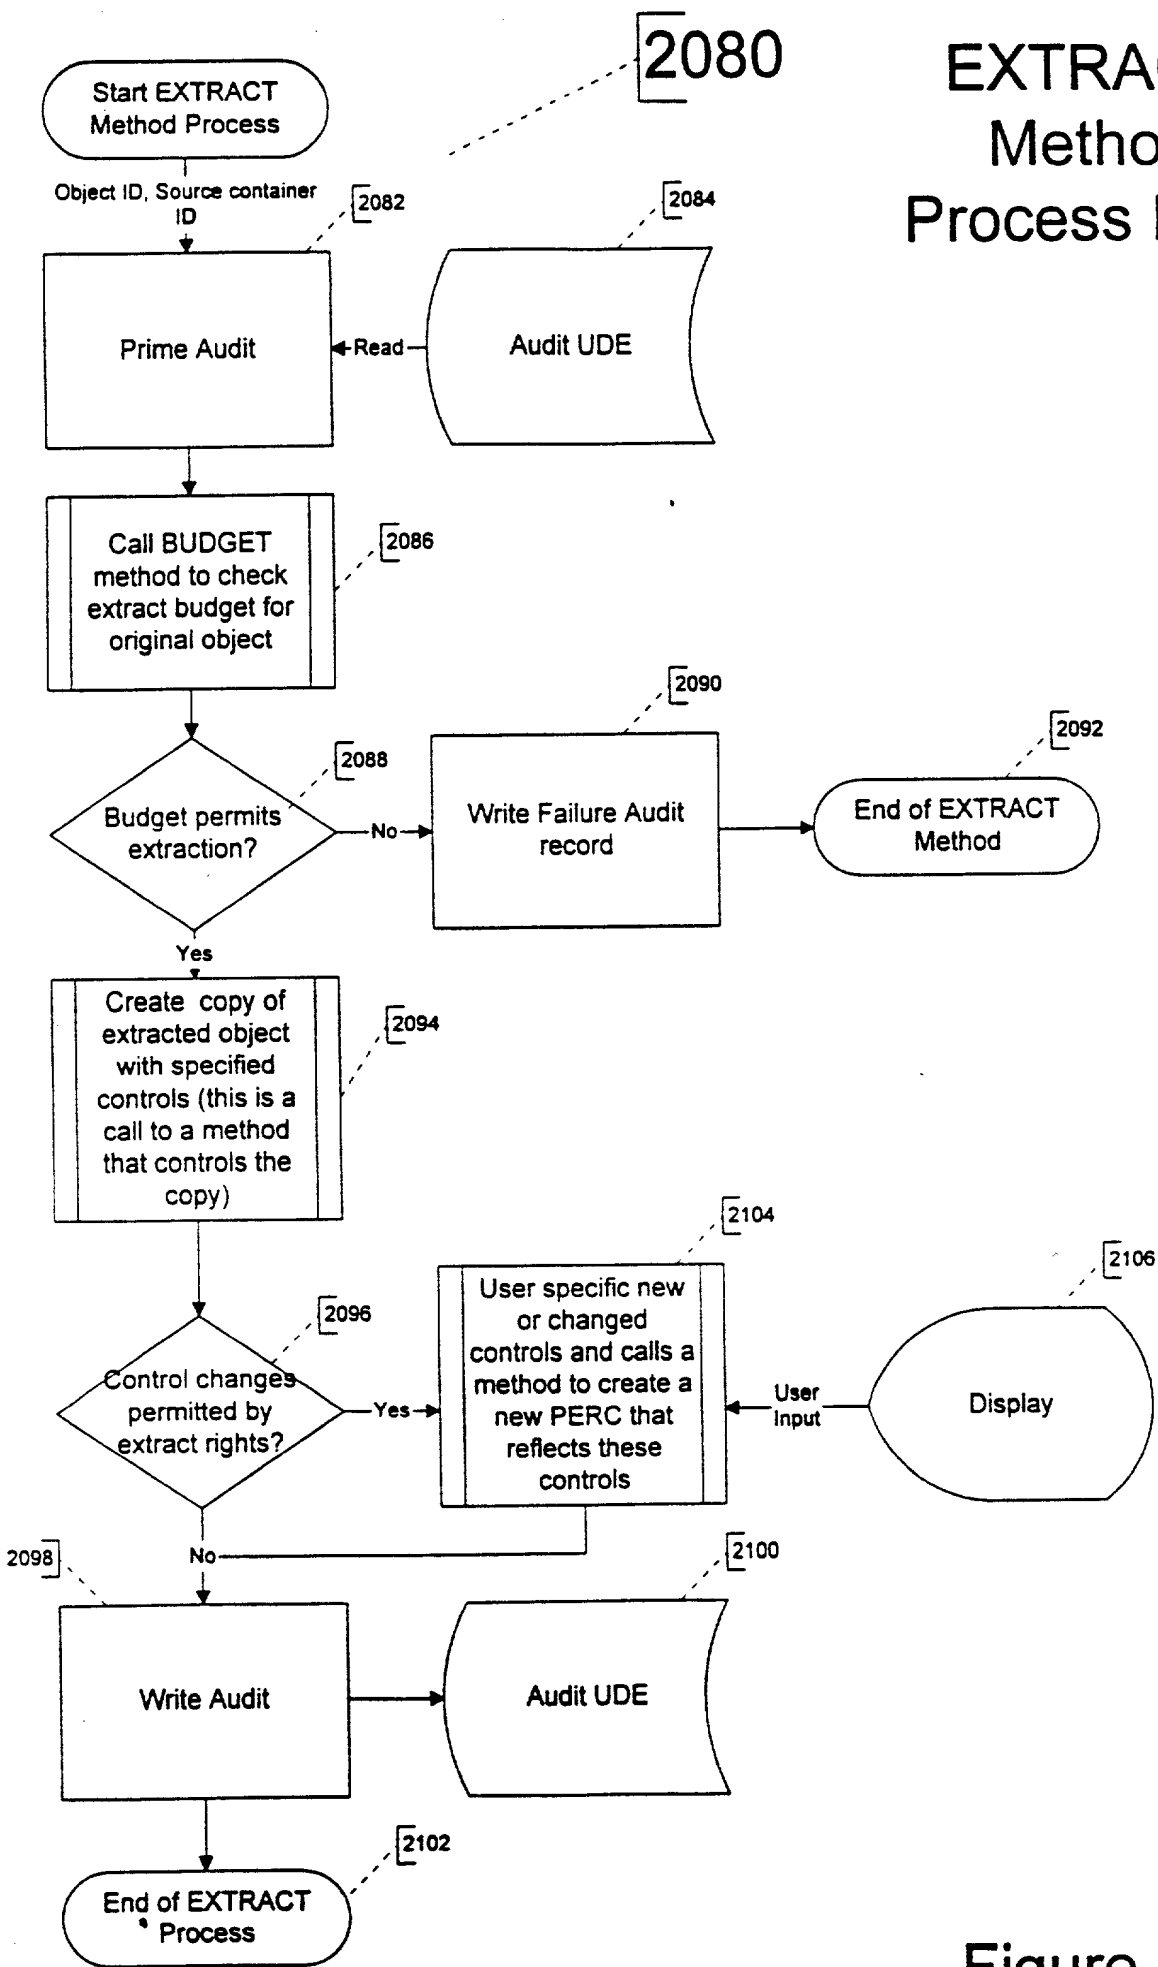 2080
EXTRA
Metho
Process
Start EXTRACT
Method Process
Object ID, Source container
ID
2082
2084
Prime Audit
Read
Audit UDE
Call BUDGET
method to check
extract budget for
original object
2086
2088
Budget permits
extraction?
No
2090
Write Failure Audit
record
2092
End of EXTRACT
Method
Yes
Create copy of
extracted object
with specified
controls (this is a
call to a method
that controls the
copy)
2094
2096
Control changes
permitted by
extract rights?
Yes
2104
User specific new
or changed
controls and calls a
method to create a
new PERC that
reflects these
controls
User
Input
2106
Display
No
2098
2100
Write Audit
Audit UDE
2102
End of EXTRACT
Process
Figure